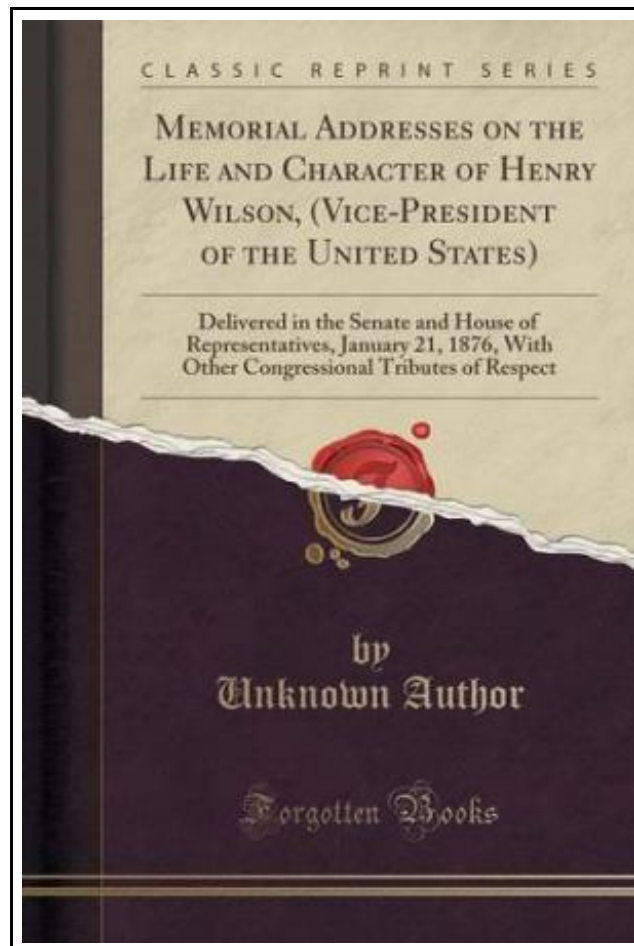 CLASSIC REPRINT SERIES
MEMORIAL ADDRESSES ON THE
LIFE AND CHARACTER OF HENRY
WILSON, (VICE-PRESIDENT
OF THE UNITED STATES)
Delivered in the Senate and House of
Representatives, January 21, 1876, With
Other Congressional Tributes of Respect
by
Unknown Author
Forgotten Books